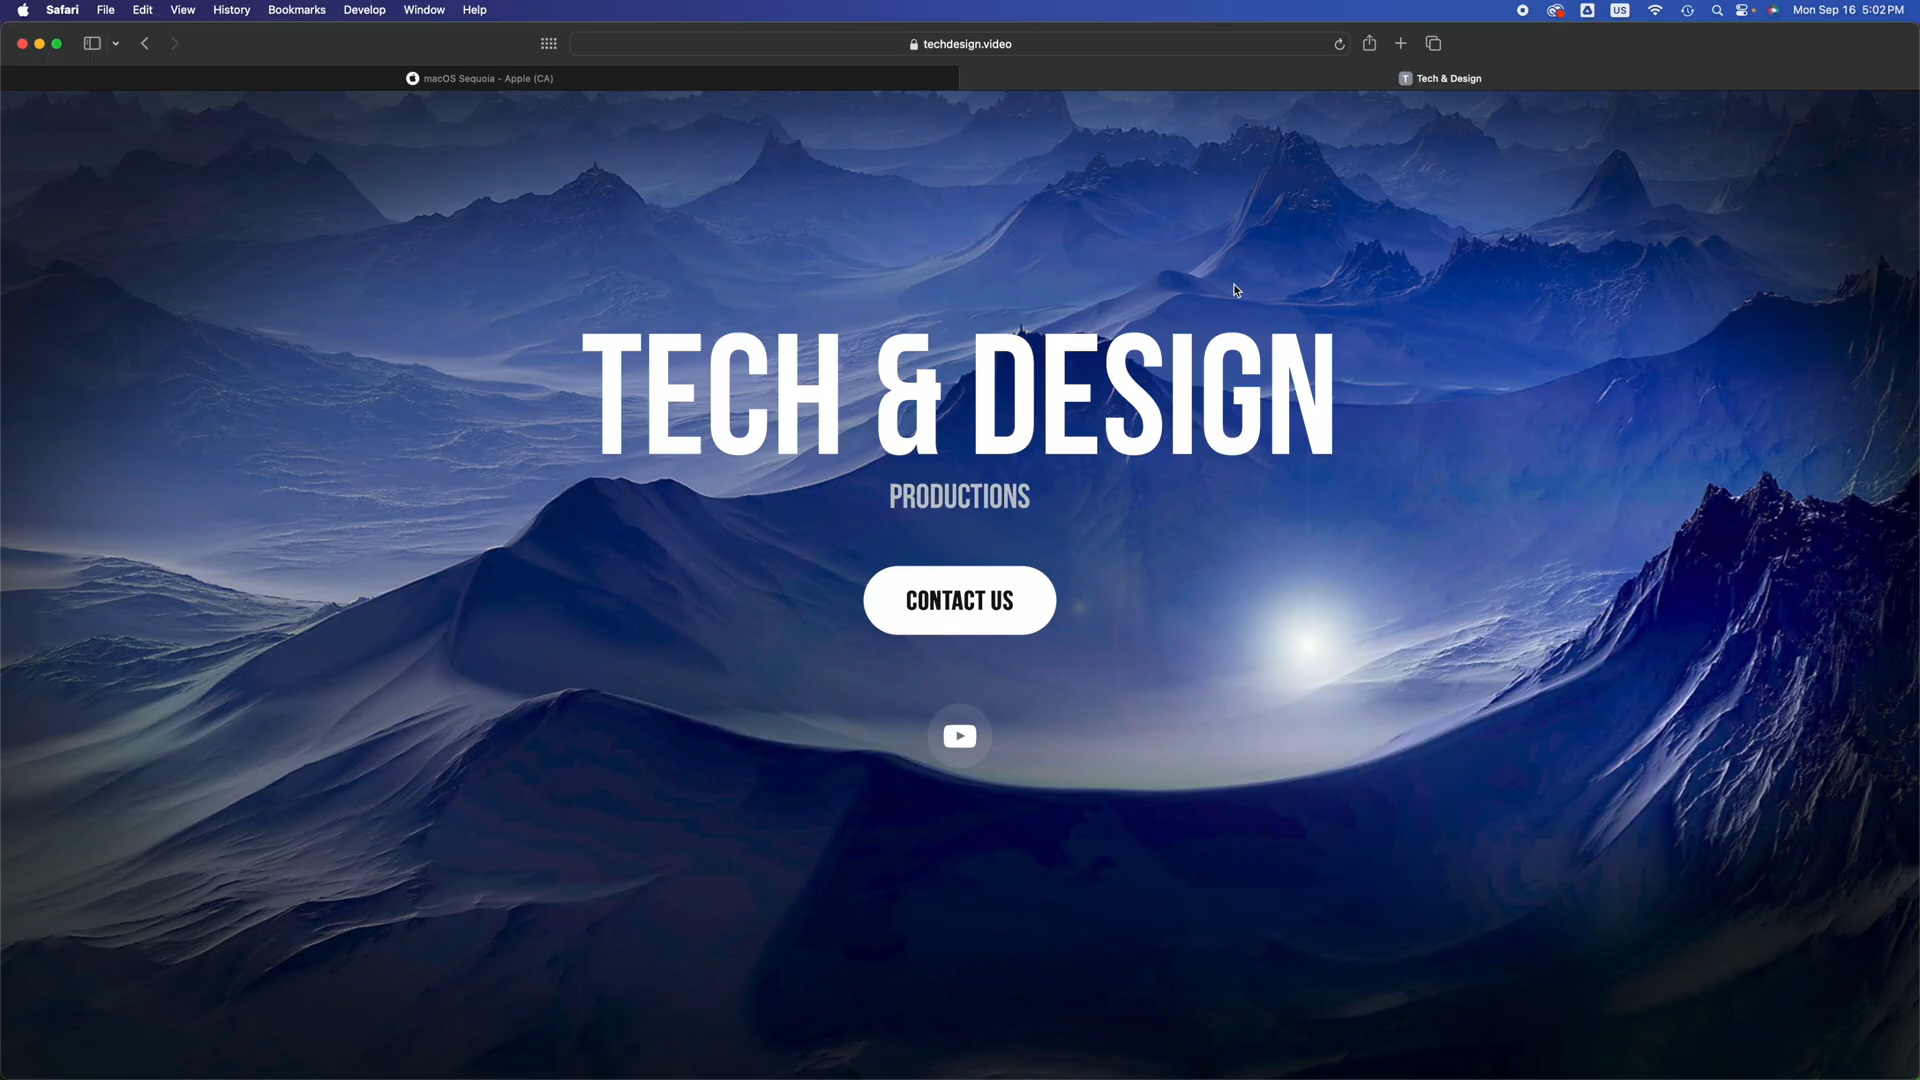 Safari File Edit View History Bookmarks Develop Window Help US Mon Sep 16 5:02 PM
techdesign.video
macOS Sequoia - Apple (CA) T Tech & Design
TECH & DESIGN
PRODUCTIONS
CONTACT US